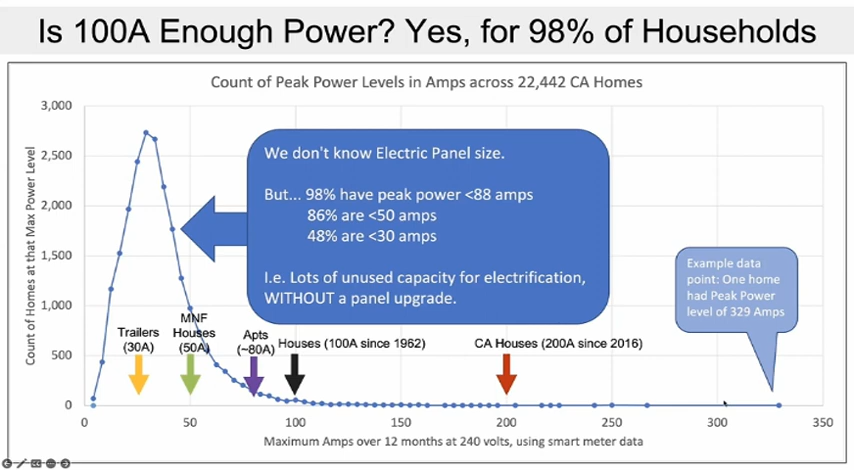 Is 100A Enough Power? Yes, for 98% of Households
Count of Peak Power Levels in Amps across 22,442 CA Homes
Count of Homes at that Max Power Level
3,000
2,500
2,000
1,500
1,000
500
0
We don't know Electric Panel size.
But... 98% have peak power <88 amps
86% are <50 amps
48% are <30 amps
I.e. Lots of unused capacity for electrification,
WITHOUT a panel upgrade.
Example data
point: One home
had Peak Power
level of 329 Amps
Trailers
(30A)
MNF
Houses
(50A)
Apts
(~80A)
Houses (100A since 1962)
CA Houses (200A since 2016)
0
50
100
150
200
250
300
350
Maximum Amps over 12 months at 240 volts, using smart meter data